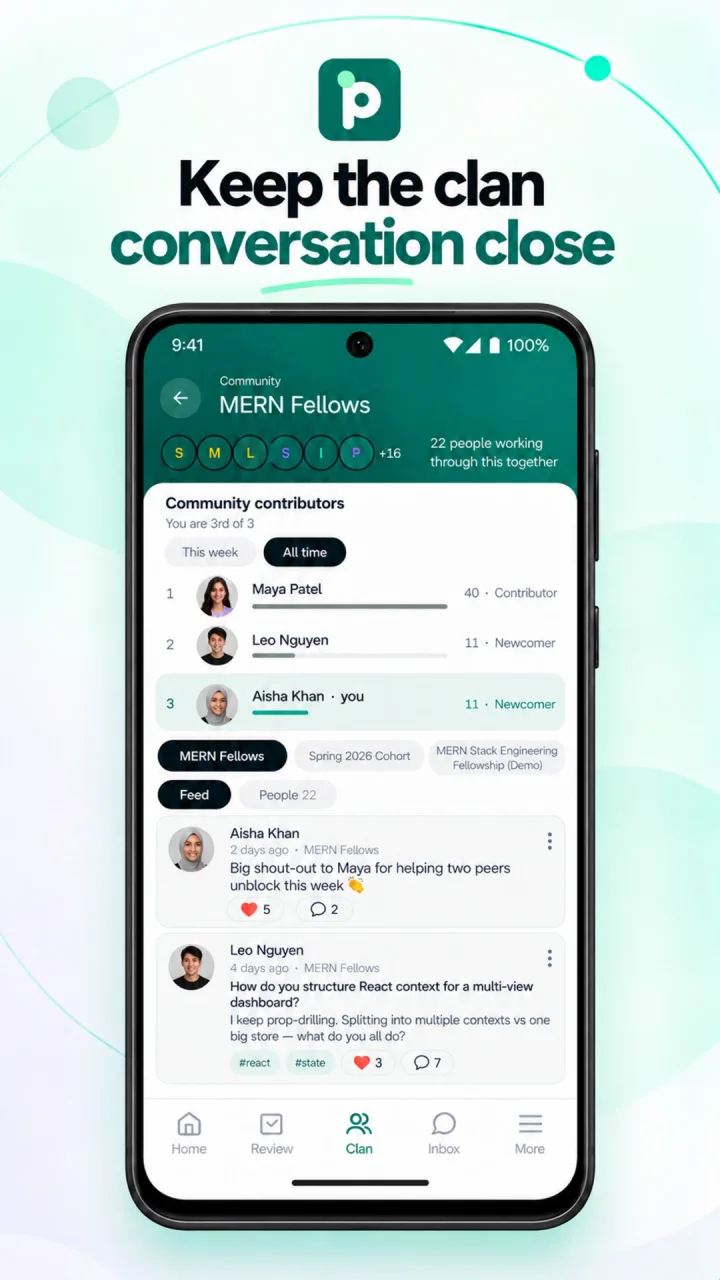 p
Keep the clan
conversation close
9:41
100%
Community
MERN Fellows
S M L S I P +16
22 people working
through this together
Community contributors
You are 3rd of 3
This week
All time
1 Maya Patel 40 · Contributor
2 Leo Nguyen 11 · Newcomer
3 Aisha Khan · you 11 · Newcomer
MERN Fellows
Spring 2026 Cohort
MERN Stack Engineering
Fellowship (Demo)
Feed
People 22
Aisha Khan
2 days ago · MERN Fellows
Big shout-out to Maya for helping two peers
unblock this week 👏
❤️ 5 2
Leo Nguyen
4 days ago · MERN Fellows
How do you structure React context for a multi-view
dashboard?
I keep prop-drilling. Splitting into multiple contexts vs one
big store — what do you all do?
#react #state ❤️ 3 7
Home Review Clan Inbox More